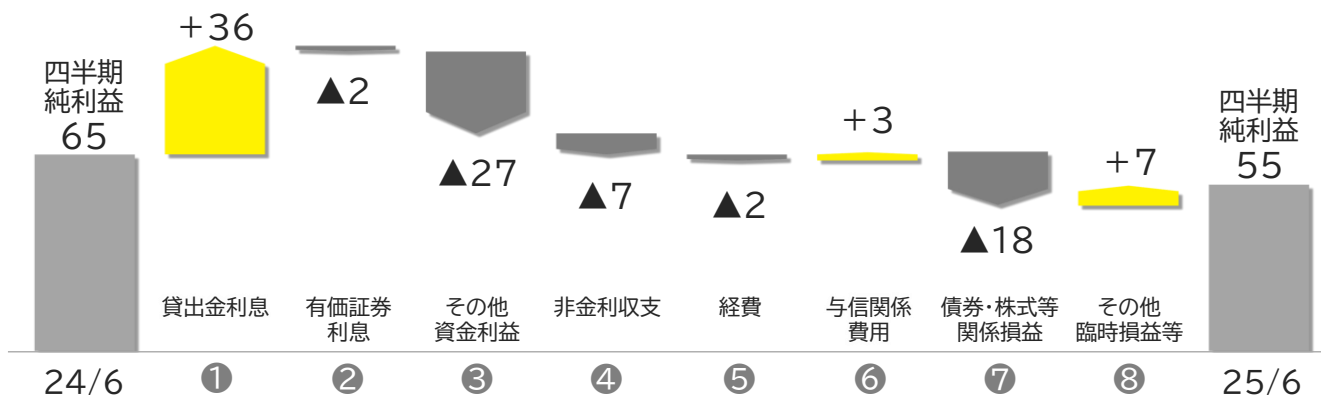 四半期
純利益
65
+36
▲2
▲27
▲7
▲2
+3
▲18
+7
四半期
純利益
55
貸出金利息
有価証券
利息
その他
資金利益
非金利収支
経費
与信関係
費用
債券・株式等
関係損益
その他
臨時損益等
24/6
❶
❷
❸
❹
❺
❻
❼
❽
25/6